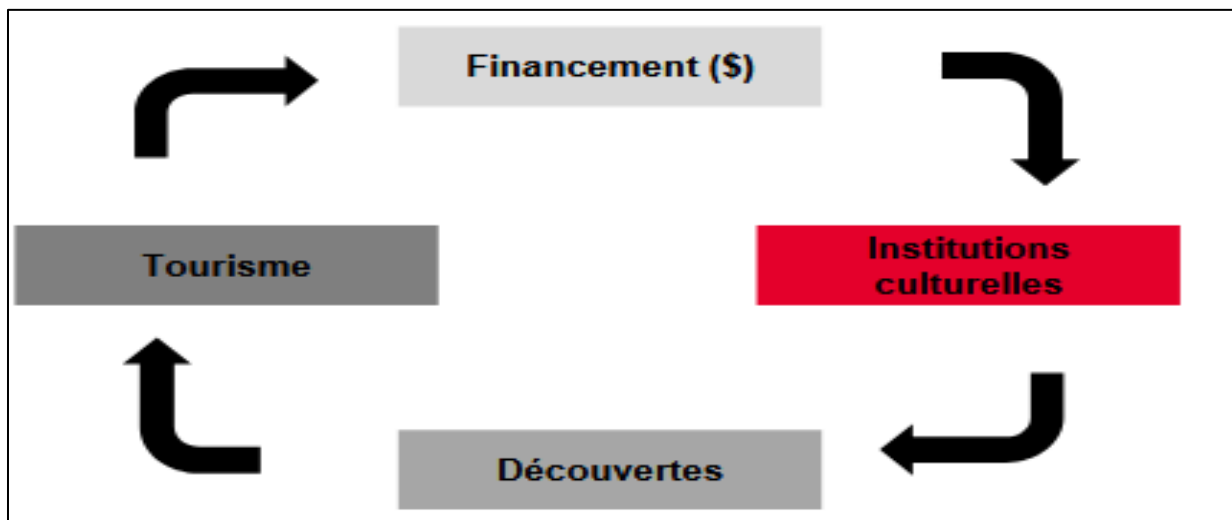 Financement ($)
Tourisme
Institutions
culturelles
Découvertes